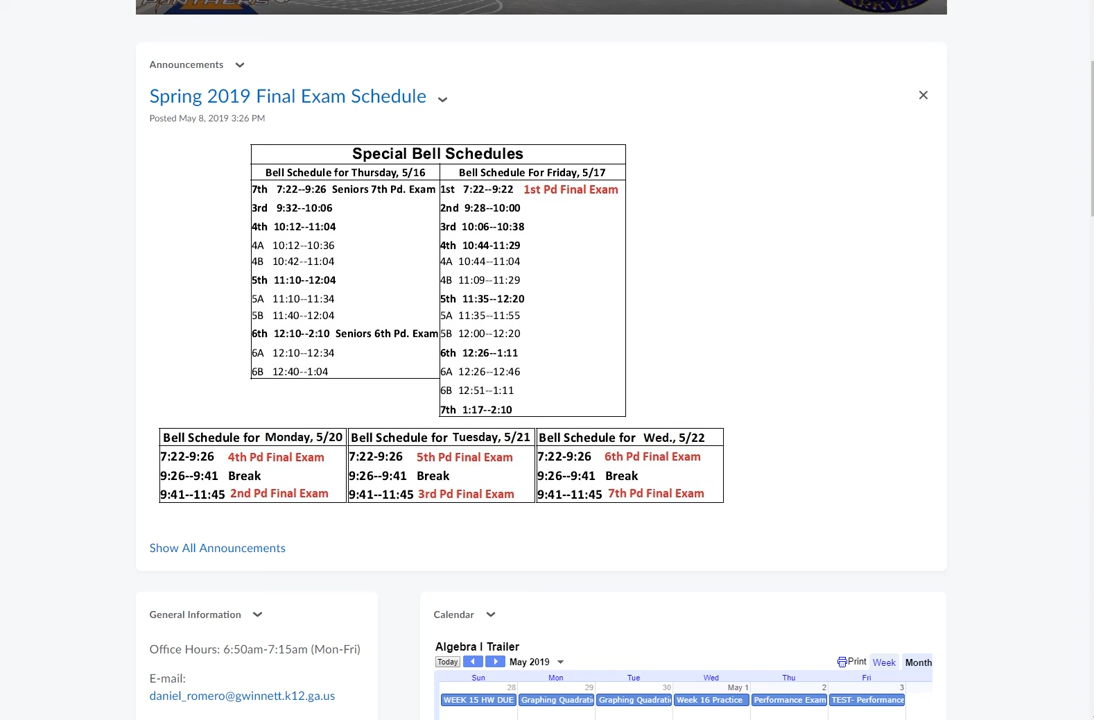 Announcements
Spring 2019 Final Exam Schedule
Posted May 8, 2019 3:26 PM
Special Bell Schedules
Bell Schedule for Thursday, 5/16
7th 7:22--9:26 Seniors 7th Pd. Exam
3rd 9:32--10:06
4th 10:12--11:04
4A 10:12--10:36
4B 10:42--11:04
5th 11:10--12:04
5A 11:10--11:34
5B 11:40--12:04
6th 12:10--2:10 Seniors 6th Pd. Exam
6A 12:10--12:34
6B 12:40--1:04
Bell Schedule For Friday, 5/17
1st 7:22--9:22 1st Pd Final Exam
2nd 9:28--10:00
3rd 10:06--10:38
4th 10:44-11:29
4A 10:44--11:04
4B 11:09--11:29
5th 11:35--12:20
5A 11:35--11:55
5B 12:00--12:20
6th 12:26--1:11
6A 12:26--12:46
6B 12:51--1:11
7th 1:17--2:10
Bell Schedule for Monday, 5/20
7:22-9:26 4th Pd Final Exam
9:26--9:41 Break
9:41--11:45 2nd Pd Final Exam
Bell Schedule for Tuesday, 5/21
7:22-9:26 5th Pd Final Exam
9:26--9:41 Break
9:41--11:45 3rd Pd Final Exam
Bell Schedule for Wed., 5/22
7:22-9:26 6th Pd Final Exam
9:26--9:41 Break
9:41--11:45 7th Pd Final Exam
Show All Announcements
General Information
Office Hours: 6:50am-7:15am (Mon-Fri)
E-mail:
daniel_romero@gwinnett.k12.ga.us
Calendar
Algebra I Trailer
Today May 2019 Print Week Month
Sun Mon Tue Wed Thu Fri
28 29 30 May 1 2 3
WEEK 15 HW DUE Graphing Quadrati Graphing Quadrati Week 16 Practice Performance Exam TEST- Performance